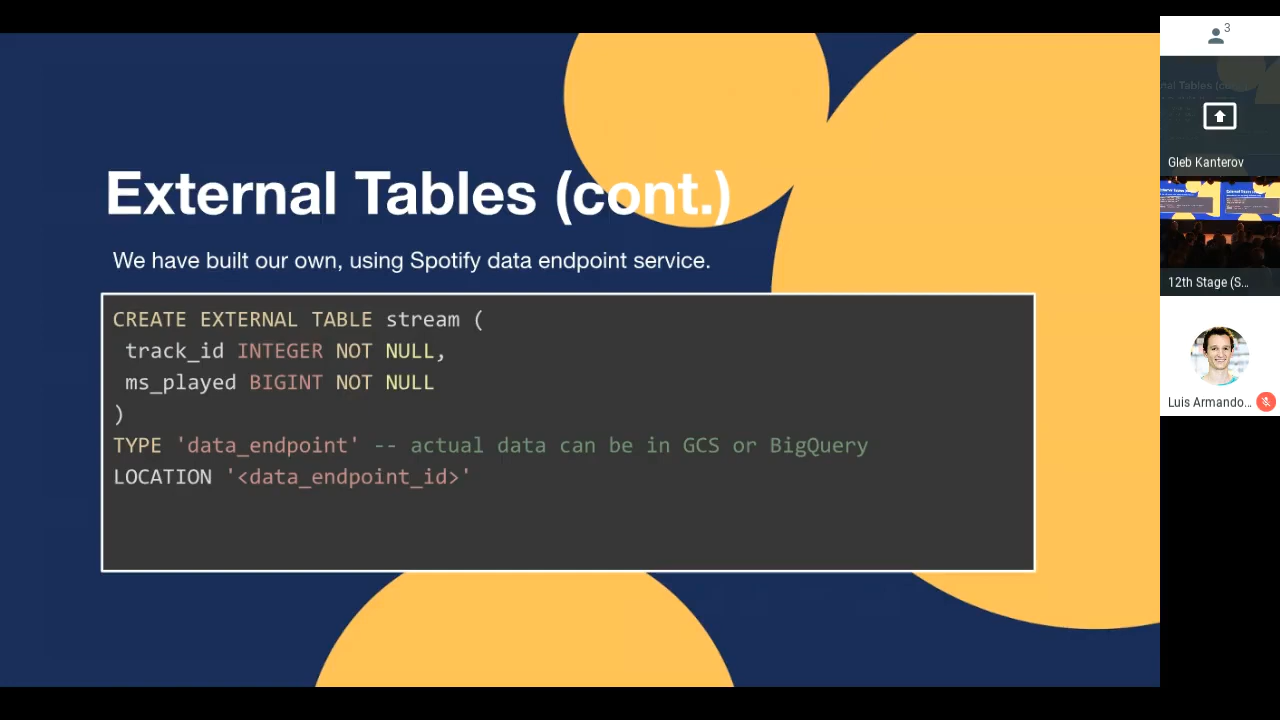 External Tables (cont.)
We have built our own, using Spotify data endpoint service.
CREATE EXTERNAL TABLE stream (
track_id INTEGER NOT NULL,
ms_played BIGINT NOT NULL
)
TYPE 'data_endpoint' -- actual data can be in GCS or BigQuery
LOCATION '<data_endpoint_id>'
3
Gleb Kanterov
12th Stage (S...
Luis Armando...